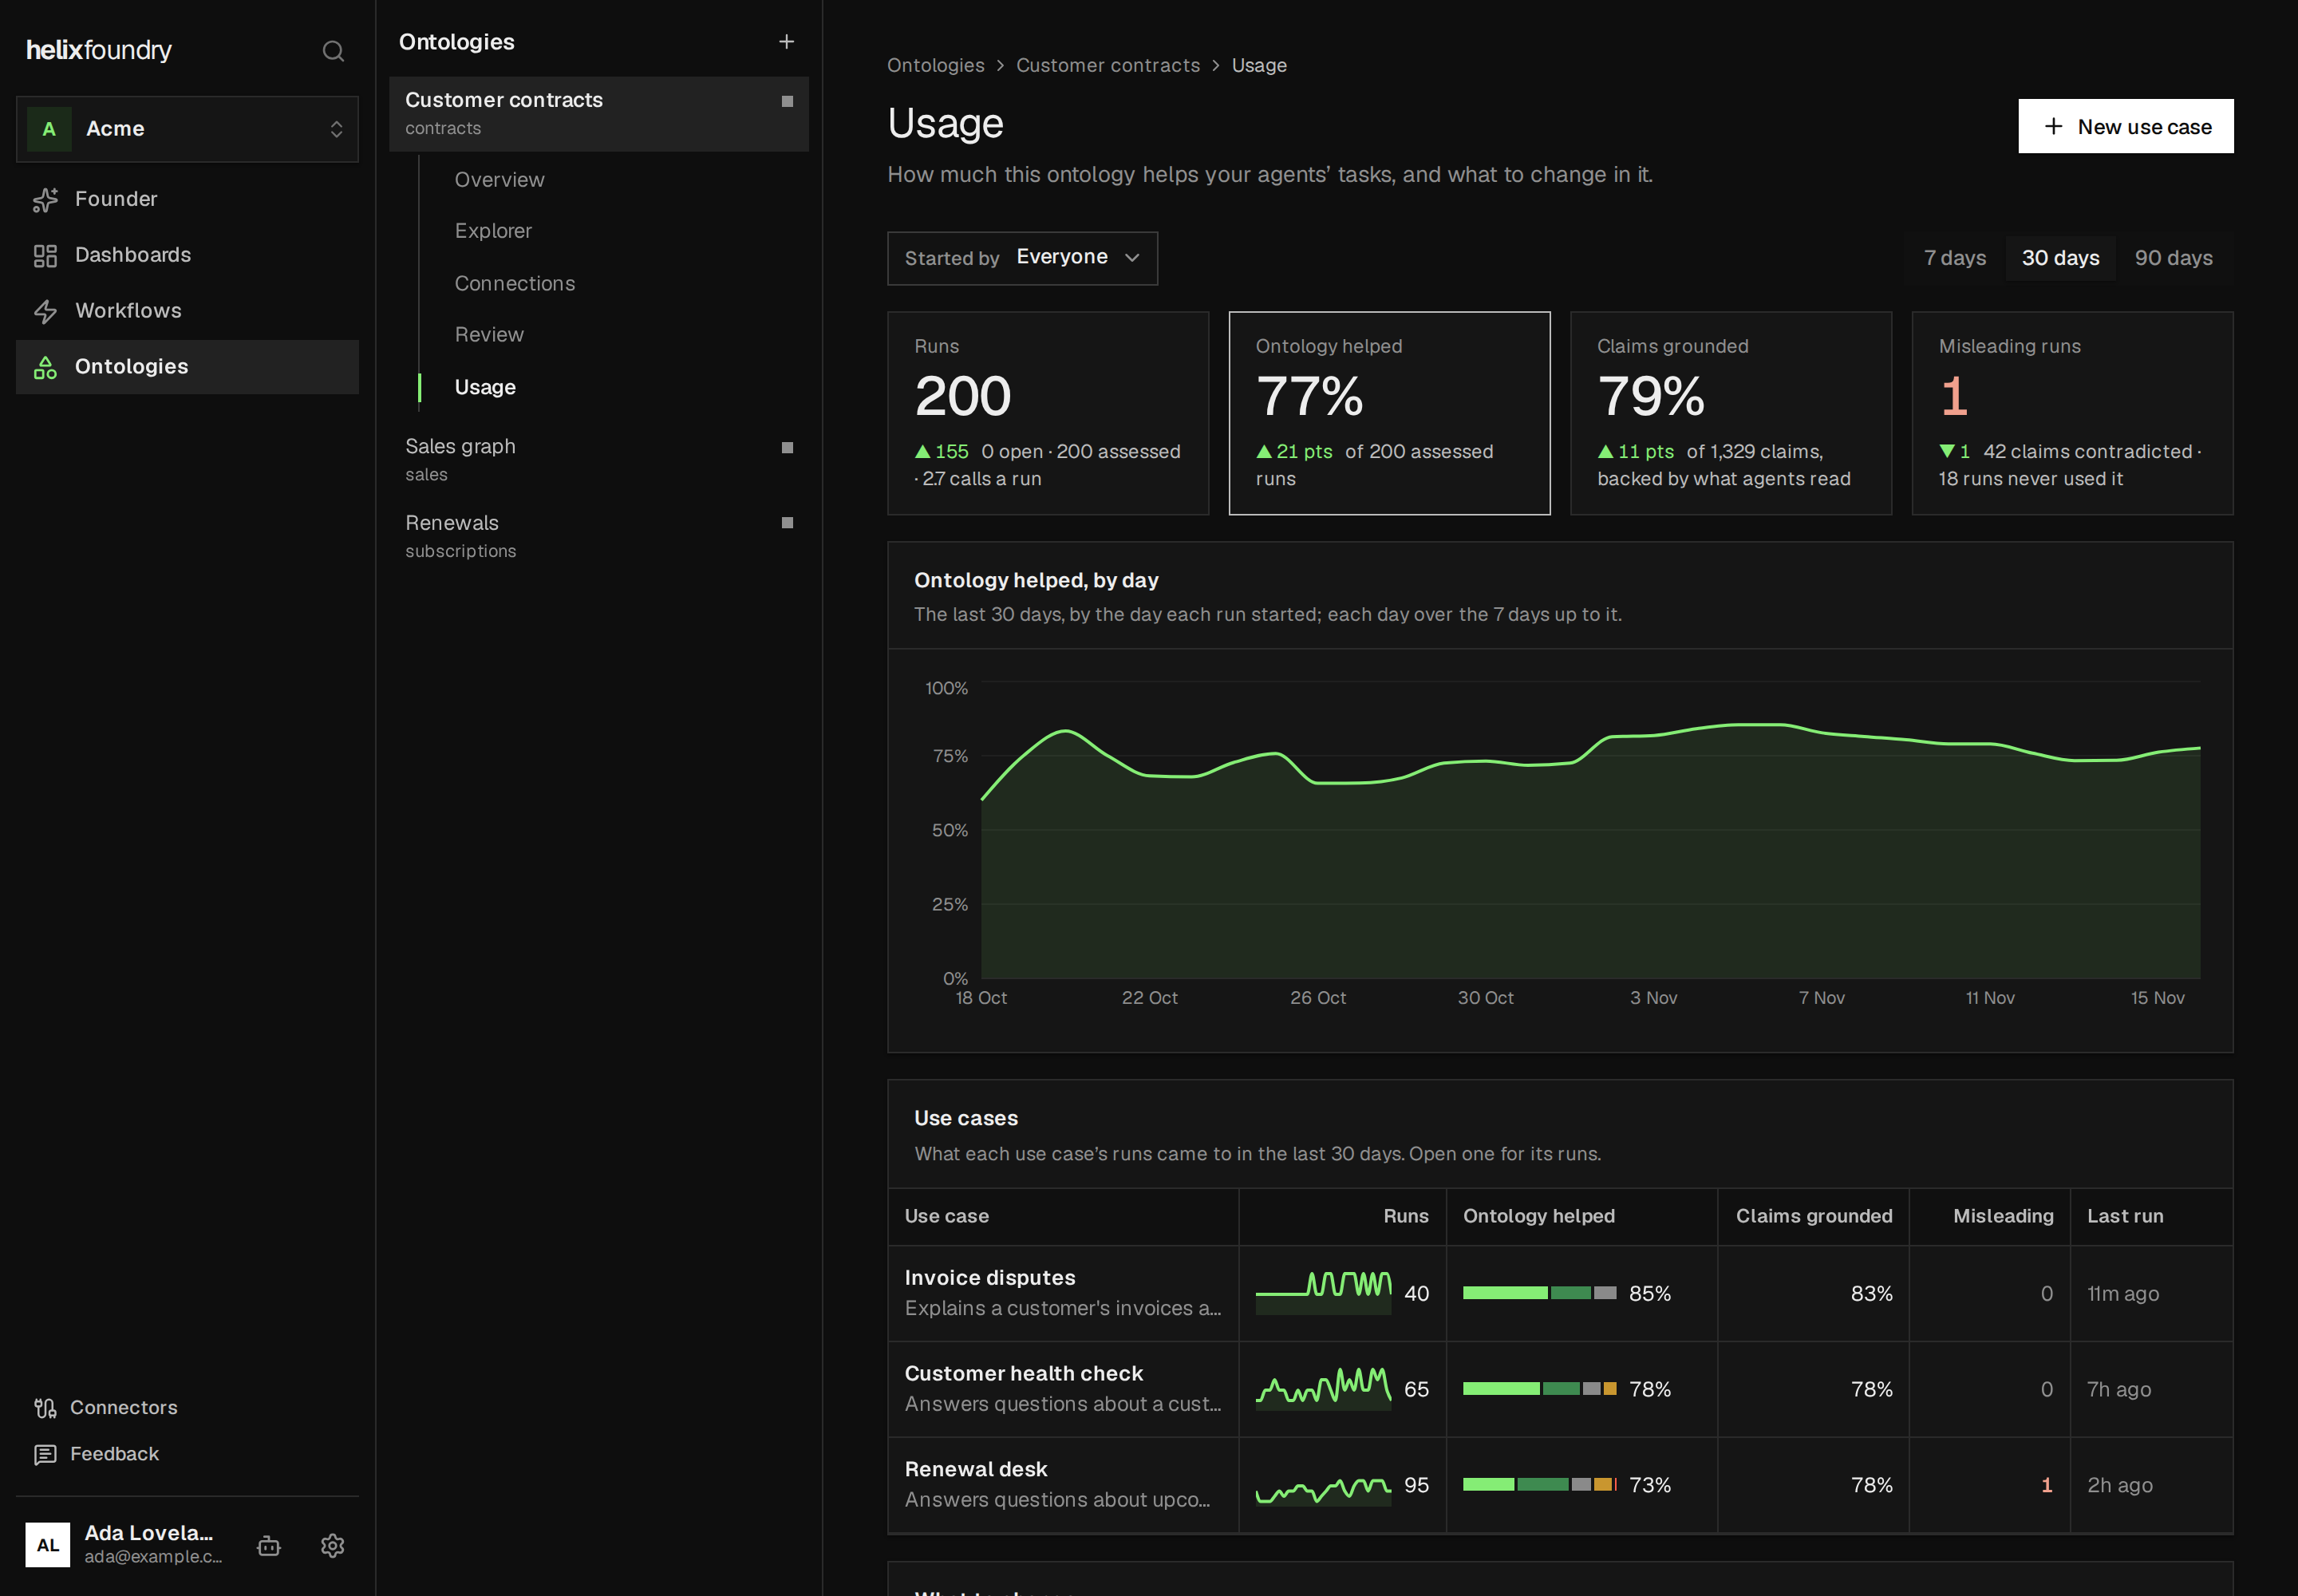 helixfoundry
A
Acme
Founder
Dashboards
Workflows
Ontologies
Connectors
Feedback
AL
Ada Lovela...
ada@example.c...
Ontologies
Customer contracts
contracts
Overview
Explorer
Connections
Review
Usage
Sales graph
sales
Renewals
subscriptions
Ontologies > Customer contracts > Usage
Usage
New use case
How much this ontology helps your agents’ tasks, and what to change in it.
Started by Everyone
7 days 30 days 90 days
Runs
200
▲ 155 0 open · 200 assessed
· 2.7 calls a run
Ontology helped
77%
▲ 21 pts of 200 assessed
runs
Claims grounded
79%
▲ 11 pts of 1,329 claims,
backed by what agents read
Misleading runs
1
▼ 1 42 claims contradicted ·
18 runs never used it
Ontology helped, by day
The last 30 days, by the day each run started; each day over the 7 days up to it.
100%
75%
50%
25%
0%
18 Oct 22 Oct 26 Oct 30 Oct 3 Nov 7 Nov 11 Nov 15 Nov
Use cases
What each use case’s runs came to in the last 30 days. Open one for its runs.
Use case Runs Ontology helped Claims grounded Misleading Last run
Invoice disputes
Explains a customer's invoices a...
40 85% 83% 0 11m ago
Customer health check
Answers questions about a cust...
65 78% 78% 0 7h ago
Renewal desk
Answers questions about upco...
95 73% 78% 1 2h ago